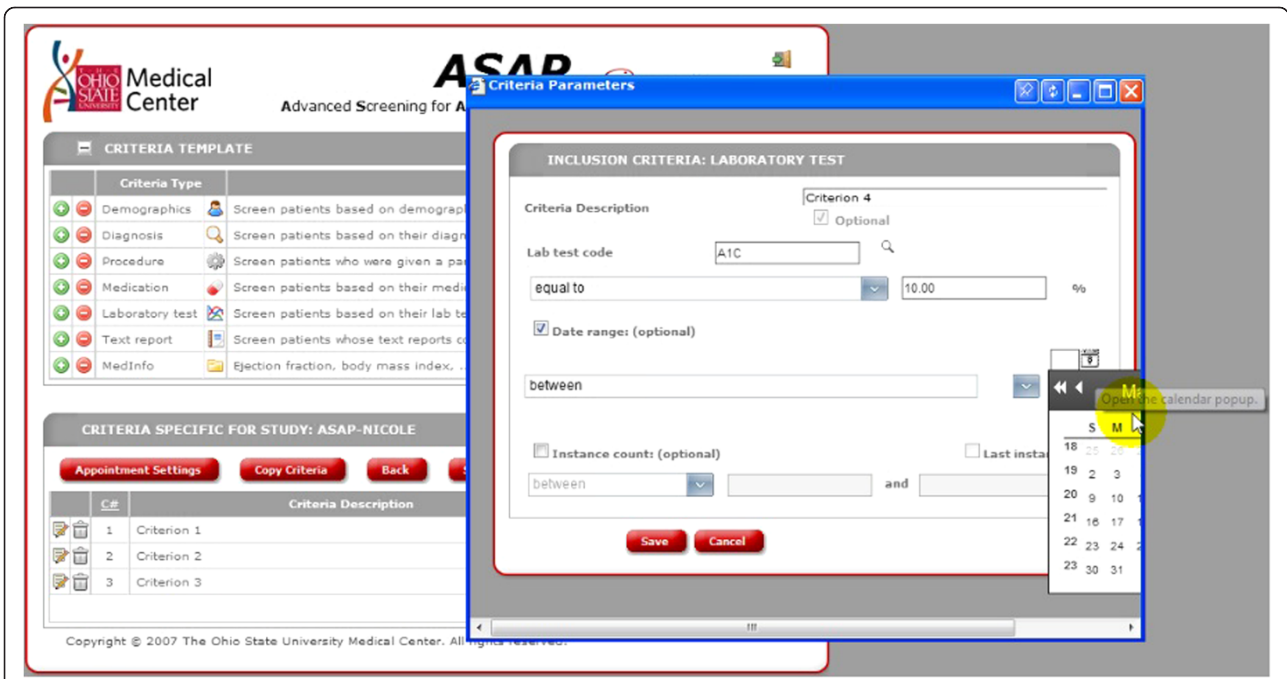 OHIO
STATE
UNIVERSITY
Medical
Center
ASAP
Advanced Screening for A
CRITERIA TEMPLATE
Criteria Type
Demographics Screen patients based on demograp
Diagnosis Screen patients based on their diagn
Procedure Screen patients who were given a pa
Medication Screen patients based on their medi
Laboratory test Screen patients based on their lab te
Text report Screen patients whose text reports co
MedInfo Ejection fraction, body mass index, ..
CRITERIA SPECIFIC FOR STUDY: ASAP-NICOLE
Appointment Settings Copy Criteria Back S
C# Criteria Description
1 Criterion 1
2 Criterion 2
3 Criterion 3
Copyright © 2007 The Ohio State University Medical Center. All rights reserved.
Criteria Parameters
INCLUSION CRITERIA: LABORATORY TEST
Criteria Description Criterion 4
Optional
Lab test code A1C
equal to 10.00 %
Date range: (optional)
between
Ma
Open the calendar popup.
S M
18 25 26
19 2 3
20 9 10 1
21 16 17 1
22 23 24 2
23 30 31
Instance count: (optional) Last insta
between and
Save Cancel